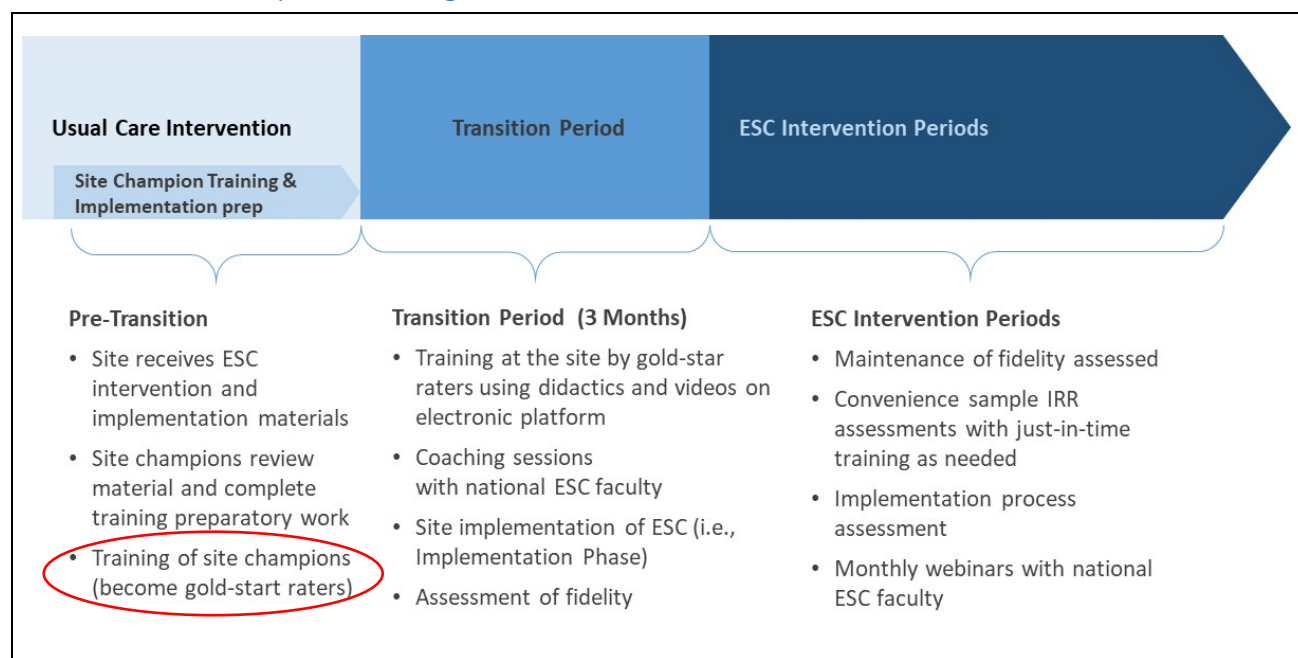 Usual Care Intervention
Site Champion Training &
Implementation prep
Transition Period
ESC Intervention Periods
Pre-Transition
• Site receives ESC
intervention and
implementation materials
• Site champions review
material and complete
training preparatory work
• Training of site champions
(become gold-start raters)
Transition Period (3 Months)
• Training at the site by gold-star
raters using didactics and videos on
electronic platform
• Coaching sessions
with national ESC faculty
• Site implementation of ESC (i.e.,
Implementation Phase)
• Assessment of fidelity
ESC Intervention Periods
• Maintenance of fidelity assessed
• Convenience sample IRR
assessments with just-in-time
training as needed
• Implementation process
assessment
• Monthly webinars with national
ESC faculty